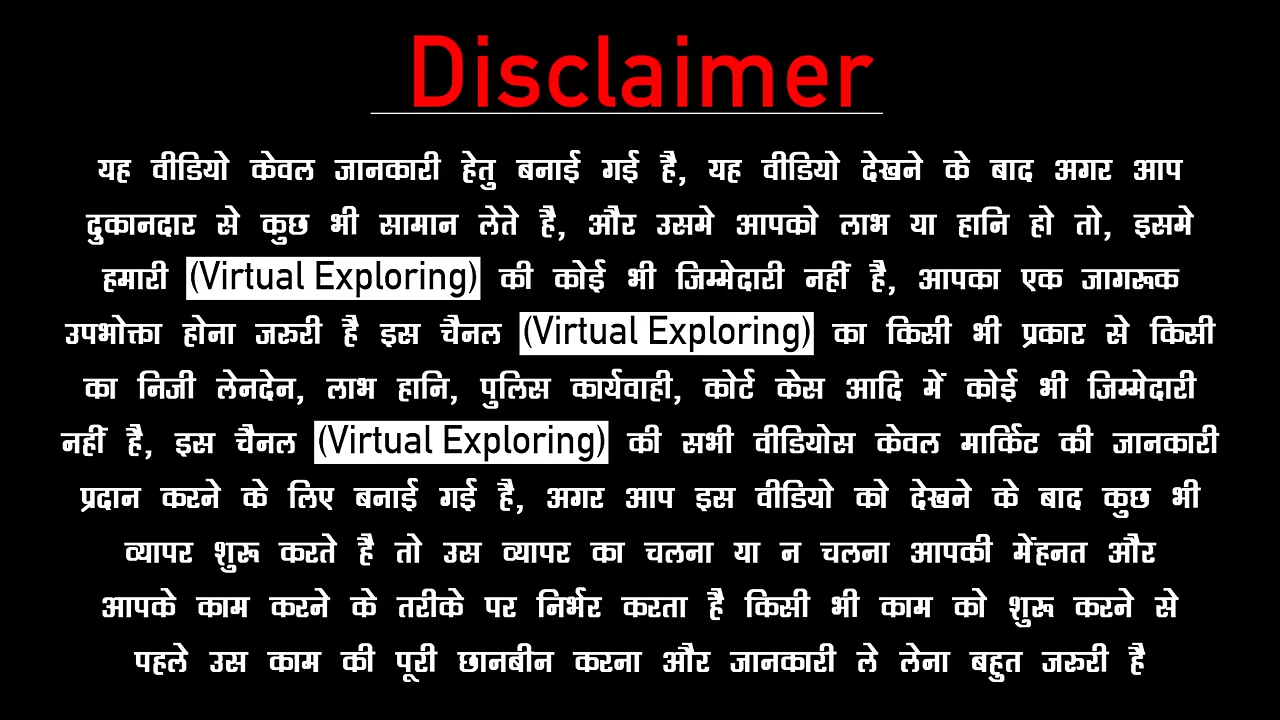 Disclaimer
यह वीडियो केवल जानकारी हेतु बनाई गई है, यह वीडियो देखने के बाद अगर आप
दुकानदार से कुछ भी सामान लेते है, और उसमे आपको लाभ या हानि हो तो, इसमे
हमारी (Virtual Exploring) की कोई भी जिम्मेदारी नहीं है, आपका एक जागरूक
उपभोक्ता होना जरूरी है इस चैनल (Virtual Exploring) का किसी भी प्रकार से किसी
का निजी लेनदेन, लाभ हानि, पुलिस कार्यवाही, कोर्ट केस आदि में कोई भी जिम्मेदारी
नहीं है, इस चैनल (Virtual Exploring) की सभी वीडियोस केवल मार्किट की जानकारी
प्रदान करने के लिए बनाई गई है, अगर आप इस वीडियो को देखने के बाद कुछ भी
व्यापर शुरू करते है तो उस व्यापर का चलना या न चलना आपकी मेंहनत और
आपके काम करने के तरीके पर निर्भर करता है किसी भी काम को शुरू करने से
पहले उस काम की पूरी छानबीन करना और जानकारी ले लेना बहुत जरूरी है